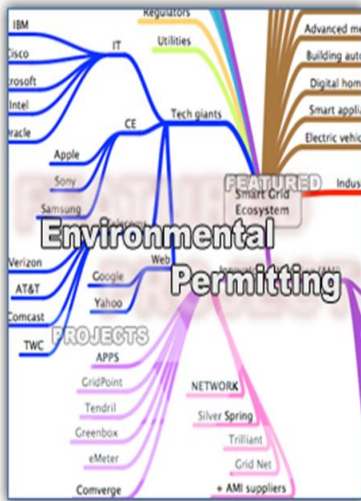 IBM
Regulators
Advanced me
Cisco
IT
Utilities
Building auto
crosoft
Digital hom
Intel
Tech giants
Smart applia
racle
CE
Electric vehicl
Apple
FEATURED
Indus
Sony
Smart Grid
Samsung
Ecosystem
Environmental
Verizon
Web
Google
Permitting
AT&T
Yahoo
Comcast
PROJECTS
TWC
APPS
GridPoint
NETWORK
Tendril
Silver Spring
Greenbox
Trilliant
eMeter
Grid Net
Comverge
+ AMI suppliers